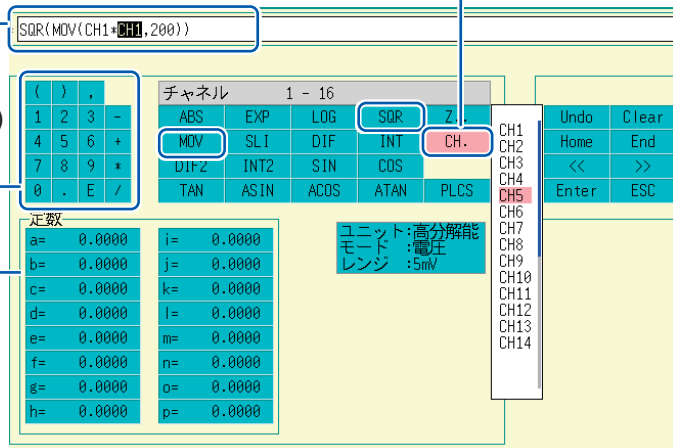 SQR(MOV(CH1*CH1,200))
( ) ,
1 2 3 -
4 5 6 +
7 8 9 *
0 . E /
チャネル 1 - 16
ABS EXP LOG SQR
MOV SLI DIF INT CH.
DIF2 INT2 SIN COS
TAN ASIN ACOS ATAN PLCS
CH1
CH2
CH3
CH4
CH5
CH6
CH7
CH8
CH9
CH10
CH11
CH12
CH13
CH14
Undo Clear
Home End
<< >>
Enter ESC
定数
a= 0.0000 i= 0.0000
b= 0.0000 j= 0.0000
c= 0.0000 k= 0.0000
d= 0.0000 l= 0.0000
e= 0.0000 m= 0.0000
f= 0.0000 n= 0.0000
g= 0.0000 o= 0.0000
h= 0.0000 p= 0.0000
ユニット:高分解能
モード :電圧
レンジ :5mV